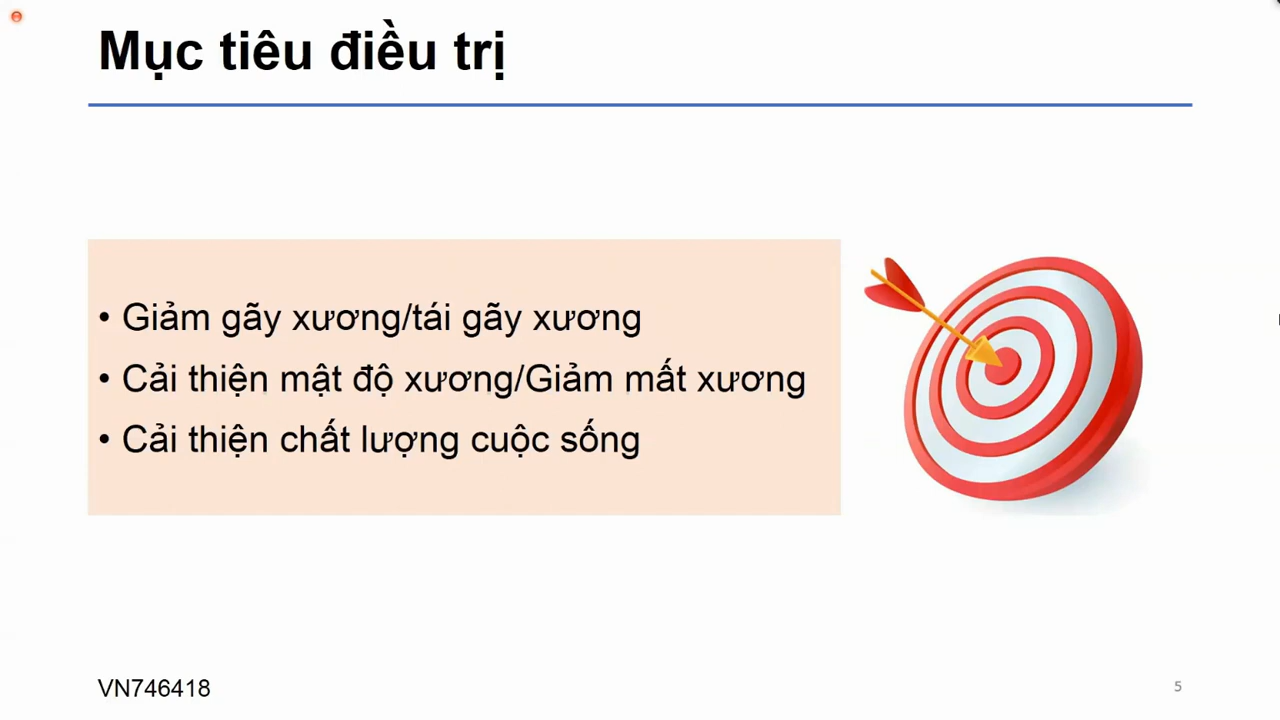 Mục tiêu điều trị
• Giảm gãy xương/tái gãy xương
• Cải thiện mật độ xương/Giảm mất xương
• Cải thiện chất lượng cuộc sống
VN746418
5